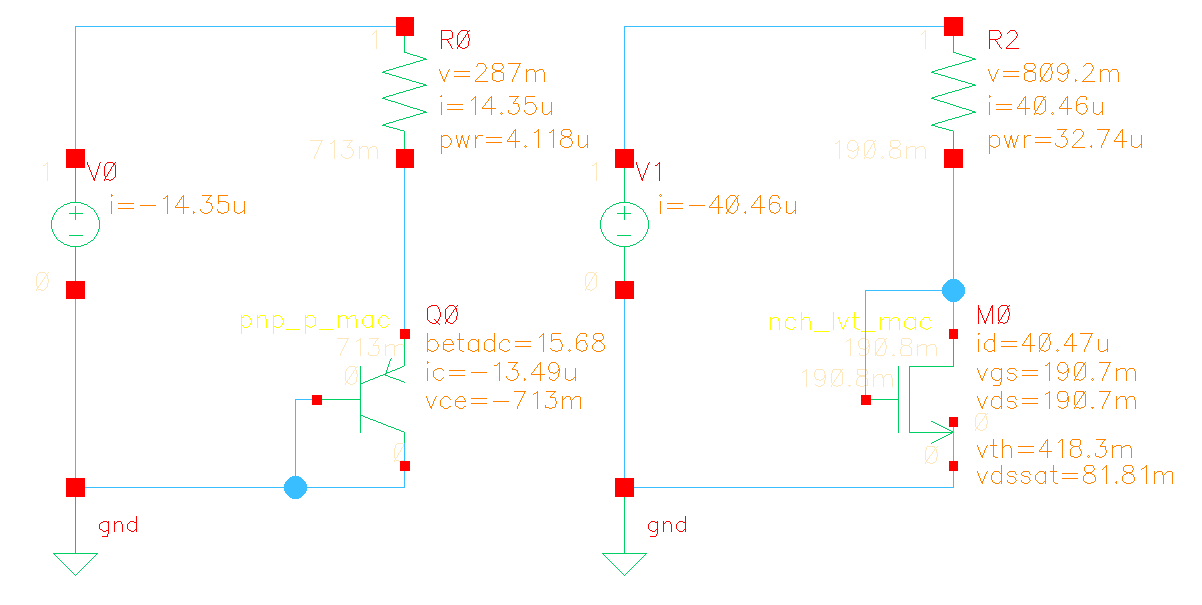 1
R0
v=287m
i=14.35u
pwr=4.118u
713m
1
V0
i=-14.35u
+
-
0
pnp_p_mac
713m
0
Q0
betadc=15.68
ic=-13.49u
vce=-713m
0
gnd
1
R2
v=809.2m
i=40.46u
pwr=32.74u
190.8m
1
V1
i=-40.46u
+
-
0
nch_lvt_mac
190.8m
190.8m
M0
id=40.47u
vgs=190.7m
vds=190.7m
0
0
vth=418.3m
vdssat=81.81m
gnd